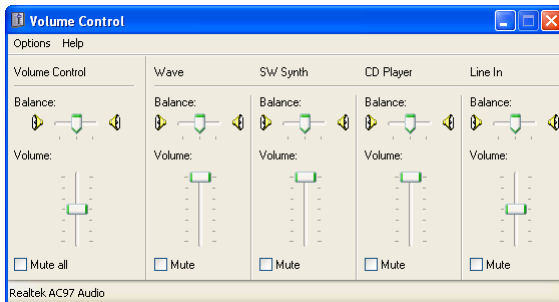 Volume Control
Options Help
Volume Control Wave SW Synth CD Player Line In
Balance: Balance: Balance: Balance: Balance:
Volume: Volume: Volume: Volume: Volume:
Mute all Mute Mute Mute Mute
Realtek AC97 Audio